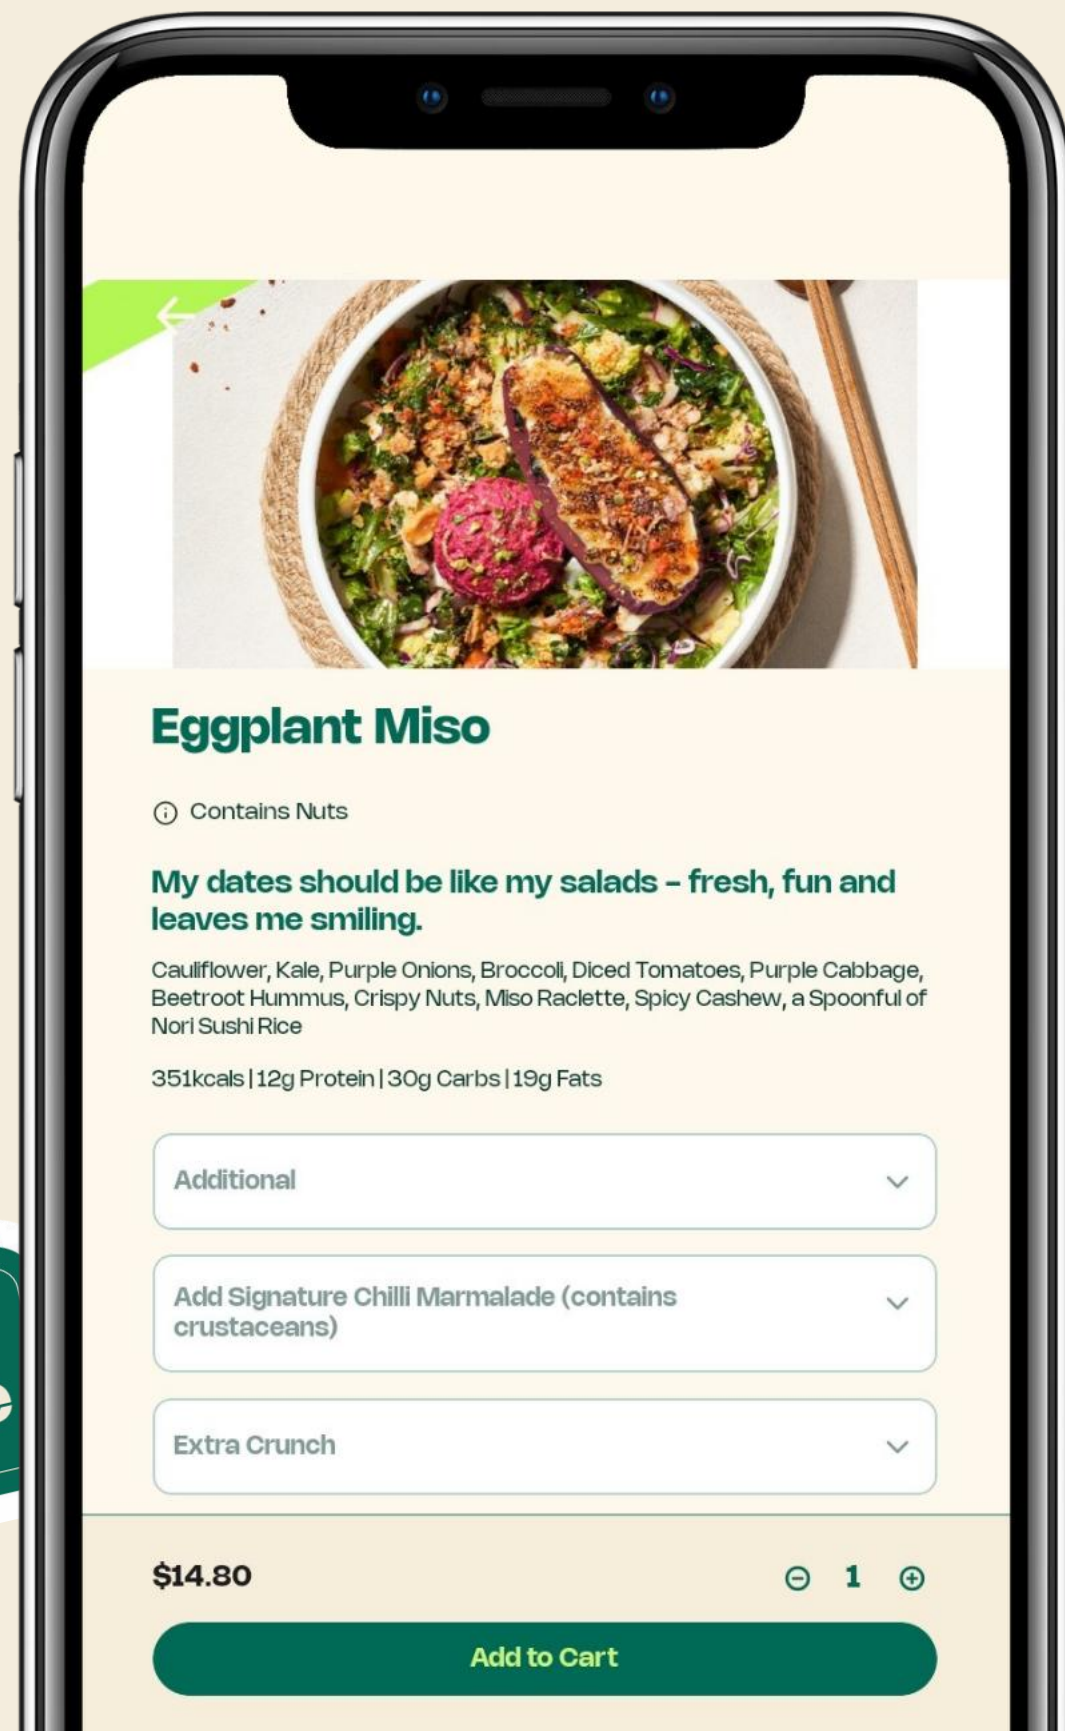 Eggplant Miso
Contains Nuts
My dates should be like my salads – fresh, fun and
leaves me smiling.
Cauliflower, Kale, Purple Onions, Broccoli, Diced Tomatoes, Purple Cabbage,
Beetroot Hummus, Crispy Nuts, Miso Raclette, Spicy Cashew, a Spoonful of
Nori Sushi Rice
351kcals | 12g Protein | 30g Carbs | 19g Fats
Additional
Add Signature Chilli Marmalade (contains
crustaceans)
Extra Crunch
$14.80
1
Add to Cart